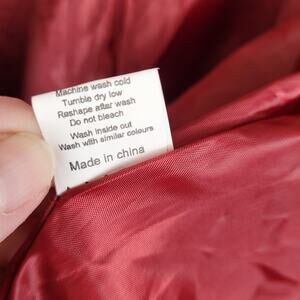 Machine wash cold
Tumble dry low
Reshape after wash
Do not bleach
Wash inside out
Wash with similar colours
Made in china